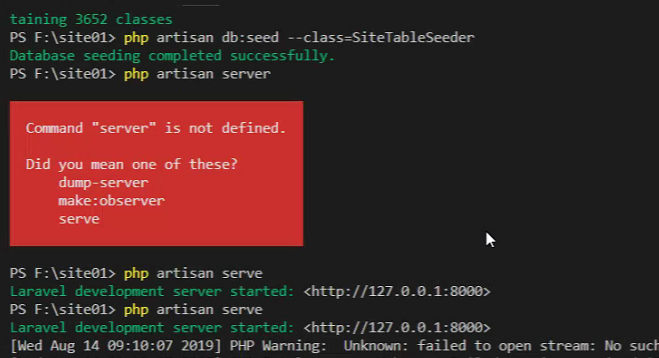 taining 3652 classes
PS F:\site01> php artisan db:seed --class=SiteTableSeeder
Database seeding completed successfully.
PS F:\site01> php artisan server
Command "server" is not defined.
Did you mean one of these?
dump-server
make:observer
serve
PS F:\site01> php artisan serve
Laravel development server started: <http://127.0.0.1:8000>
PS F:\site01> php artisan serve
Laravel development server started: <http://127.0.0.1:8000>
[Wed Aug 14 09:10:07 2019] PHP Warning:  Unknown: failed to open stream: No such